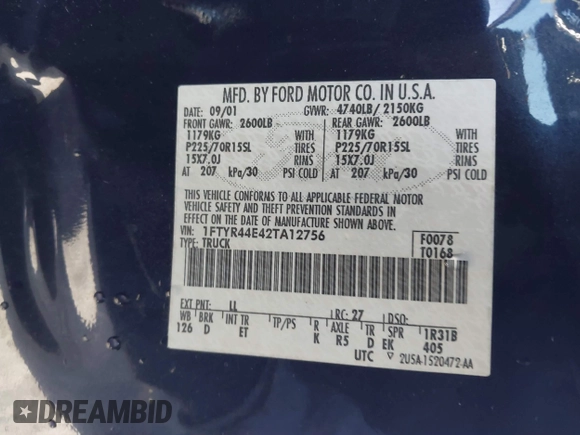 MFD. BY FORD MOTOR CO. IN U.S.A.
DATE: 09/01 GVWR: 4740LB/ 2150KG
FRONT GAWR: 2600LB REAR GAWR: 2600LB
1179KG WITH 1179KG WITH
P225/70R15SL TIRES P225/70R15SL TIRES
15X7.0J RIMS 15X7.0J RIMS
AT 207 kPa/30 PSI COLD AT 207 kPa/30 PSI COLD
THIS VEHICLE CONFORMS TO ALL APPLICABLE FEDERAL MOTOR
VEHICLE SAFETY AND THEFT PREVENTION STANDARDS IN
EFFECT ON THE DATE OF MANUFACTURE SHOWN ABOVE.
VIN: 1FTYR44E42TA12756 F0078
TYPE: TRUCK T0168
EXT PNT: LL RC: 27 DSO:
WB BRK INT TR TP/PS R AXLE TR SPR 1R31B
126 D ET K R5 D EK 405
UTC 2USA-1520472-AA
DREAMBID